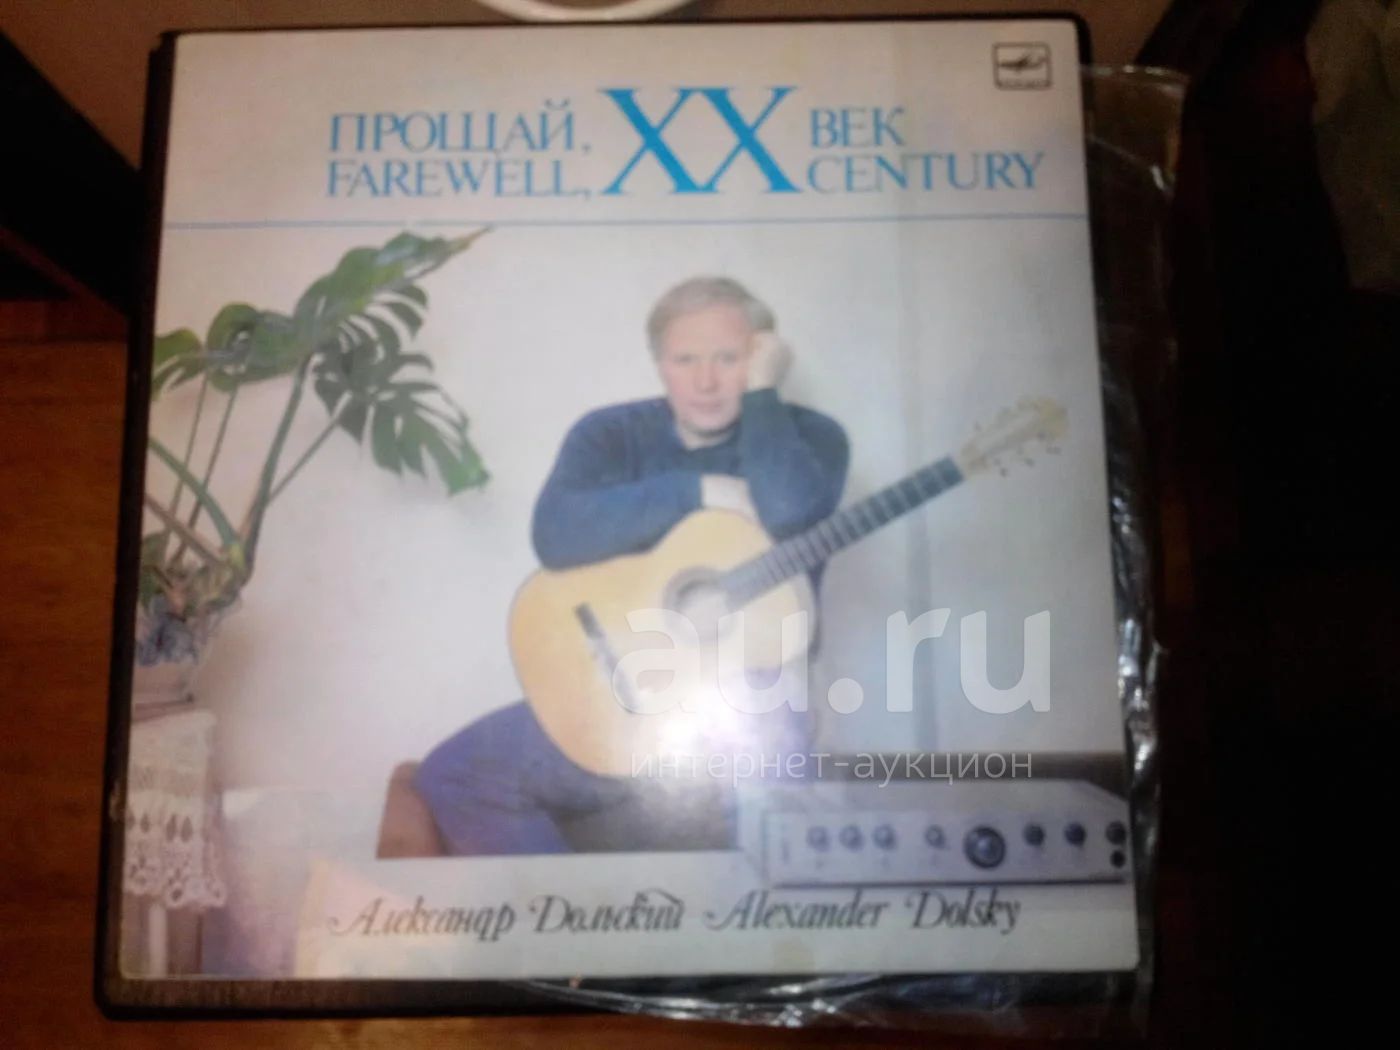 ПРОЩАЙ, XX ВЕК
FAREWELL, CENTURY
au.ru
интернет-аукцион
Александр Дольский Alexander Dolsky